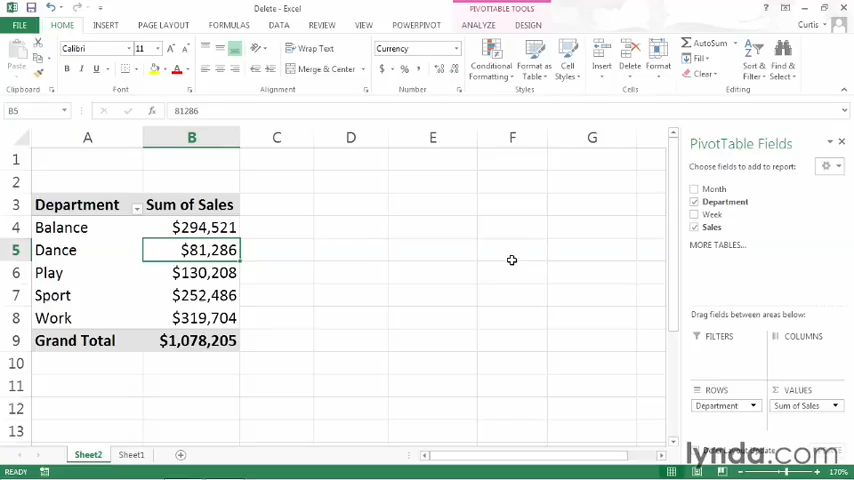 Delete - Excel
PIVOTTABLE TOOLS
? 
Curtis
FILE HOME INSERT PAGE LAYOUT FORMULAS DATA REVIEW VIEW POWERPIVOT ANALYZE DESIGN
Paste
Calibri 11 A A
B I U A
Wrap Text
Merge & Center
Currency
$ % , .0 .00
Conditional Formatting
Format as Table
Cell Styles
Insert Delete Format
AutoSum
Fill
Clear
Sort & Filter
Find & Select
Clipboard Font Alignment Number Styles Cells Editing
B5 fx 81286
A B C D E F G
1
2
3 Department Sum of Sales
4 Balance $294,521
5 Dance $81,286
6 Play $130,208
7 Sport $252,486
8 Work $319,704
9 Grand Total $1,078,205
10
11
12
13
PivotTable Fields
Choose fields to add to report:
Month
Department
Week
Sales
MORE TABLES...
Drag fields between areas below:
FILTERS COLUMNS
ROWS Σ VALUES
Department Sum of Sales
Sheet2 Sheet1
lynda.com
READY 170%